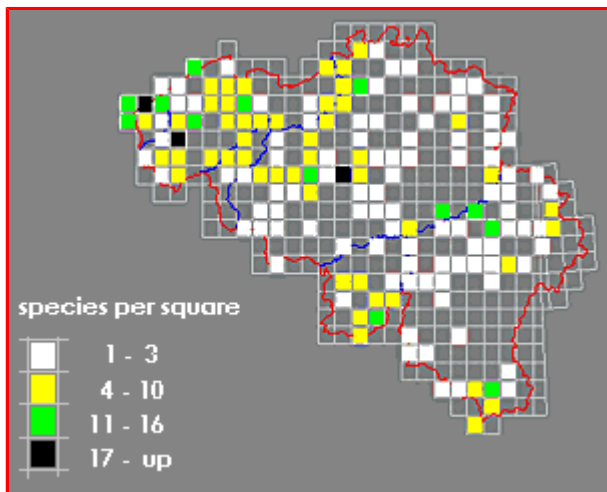 species per square
1 - 3
4 - 10
11 - 16
17 - up